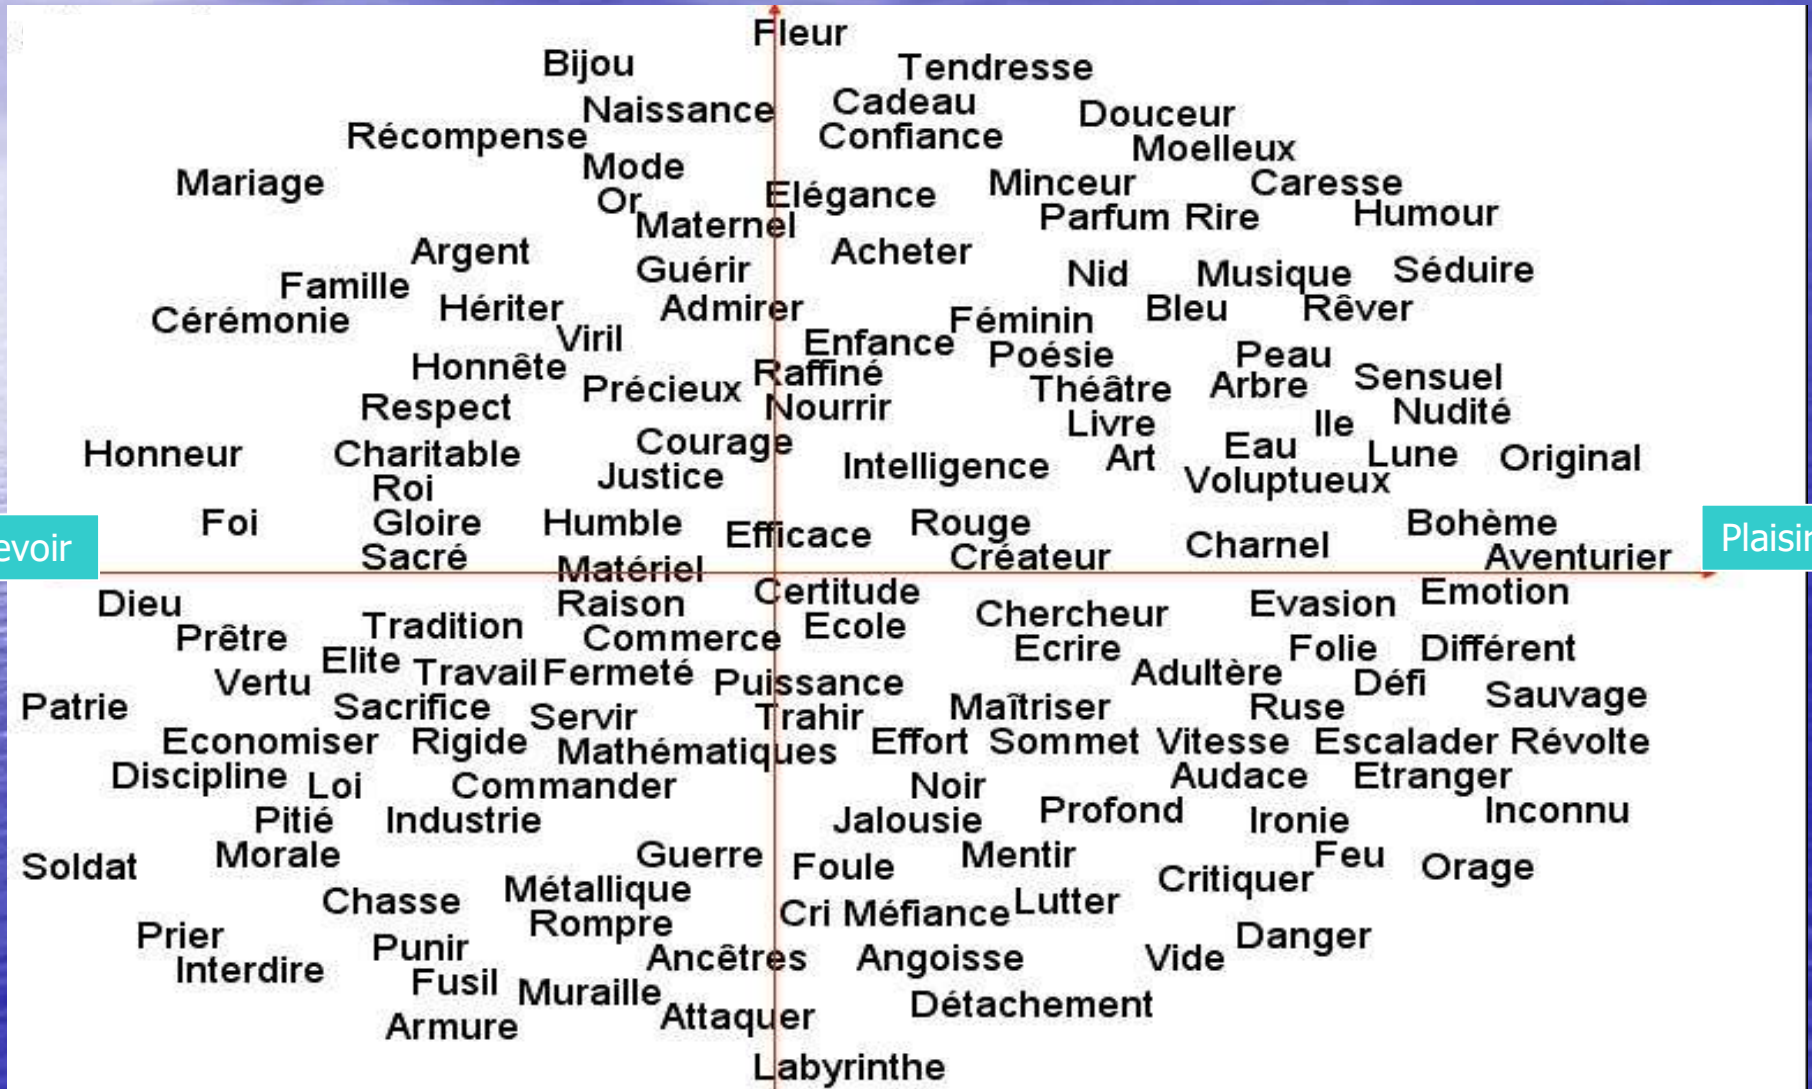 Fleur
Bijou Tendresse
Naissance Cadeau Douceur
Récompense Confiance Moelleux
Mode
Mariage Elégance Minceur Caresse
Or Parfum Rire Humour
Maternel
Argent Acheter
Guérir Nid Musique Séduire
Famille Hériter Admirer Bleu Rêver
Cérémonie Féminin
Viril Enfance
Honnête Poésie Peau
Raffiné Sensuel
Précieux Théâtre Arbre
Respect Nourrir Nudité
Livre Ile
Courage Eau
Honneur Charitable Art Lune Original
Justice Intelligence Voluptueux
Roi
Foi Gloire Humble Rouge Bohème
Efficace
evoir Plaisir
Sacré Créateur Charnel Aventurier
Matériel
Certitude Emotion
Dieu Raison Chercheur Evasion
Prêtre Tradition Commerce Ecole
Ecrire Folie Différent
Elite Travail Fermeté Adultère
Vertu Puissance Défi Sauvage
Patrie Sacrifice Servir Trahir Maîtriser Ruse
Economiser Rigide Mathématiques Effort Sommet Vitesse Escalader Révolte
Discipline Loi Commander Noir Audace Etranger
Pitié Industrie Jalousie Profond Ironie Inconnu
Soldat Morale Guerre Foule Mentir Feu Orage
Critiquer
Chasse Métallique Lutter
Rompre Cri Méfiance
Prier Punir Danger
Interdire Ancêtres Angoisse Vide
Fusil Muraille
Détachement
Armure Attaquer
Labyrinthe